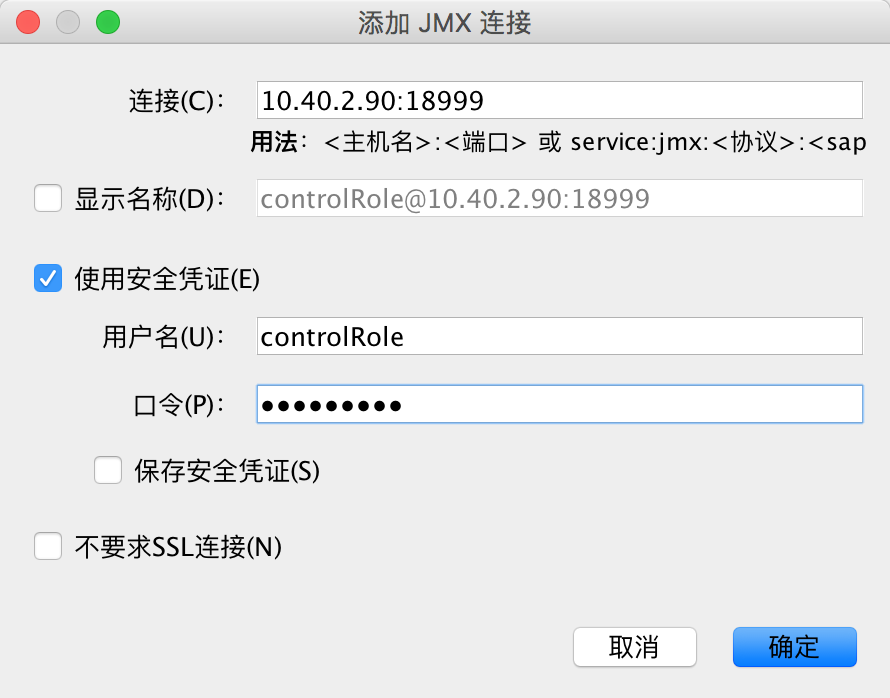 添加 JMX 连接
连接(C): 10.40.2.90:18999
用法: <主机名>:<端口> 或 service:jmx:<协议>:<sap
显示名称(D): controlRole@10.40.2.90:18999
使用安全凭证(E)
用户名(U): controlRole
口令(P): ●●●●●●●●●
保存安全凭证(S)
不要求SSL连接(N)
取消 确定